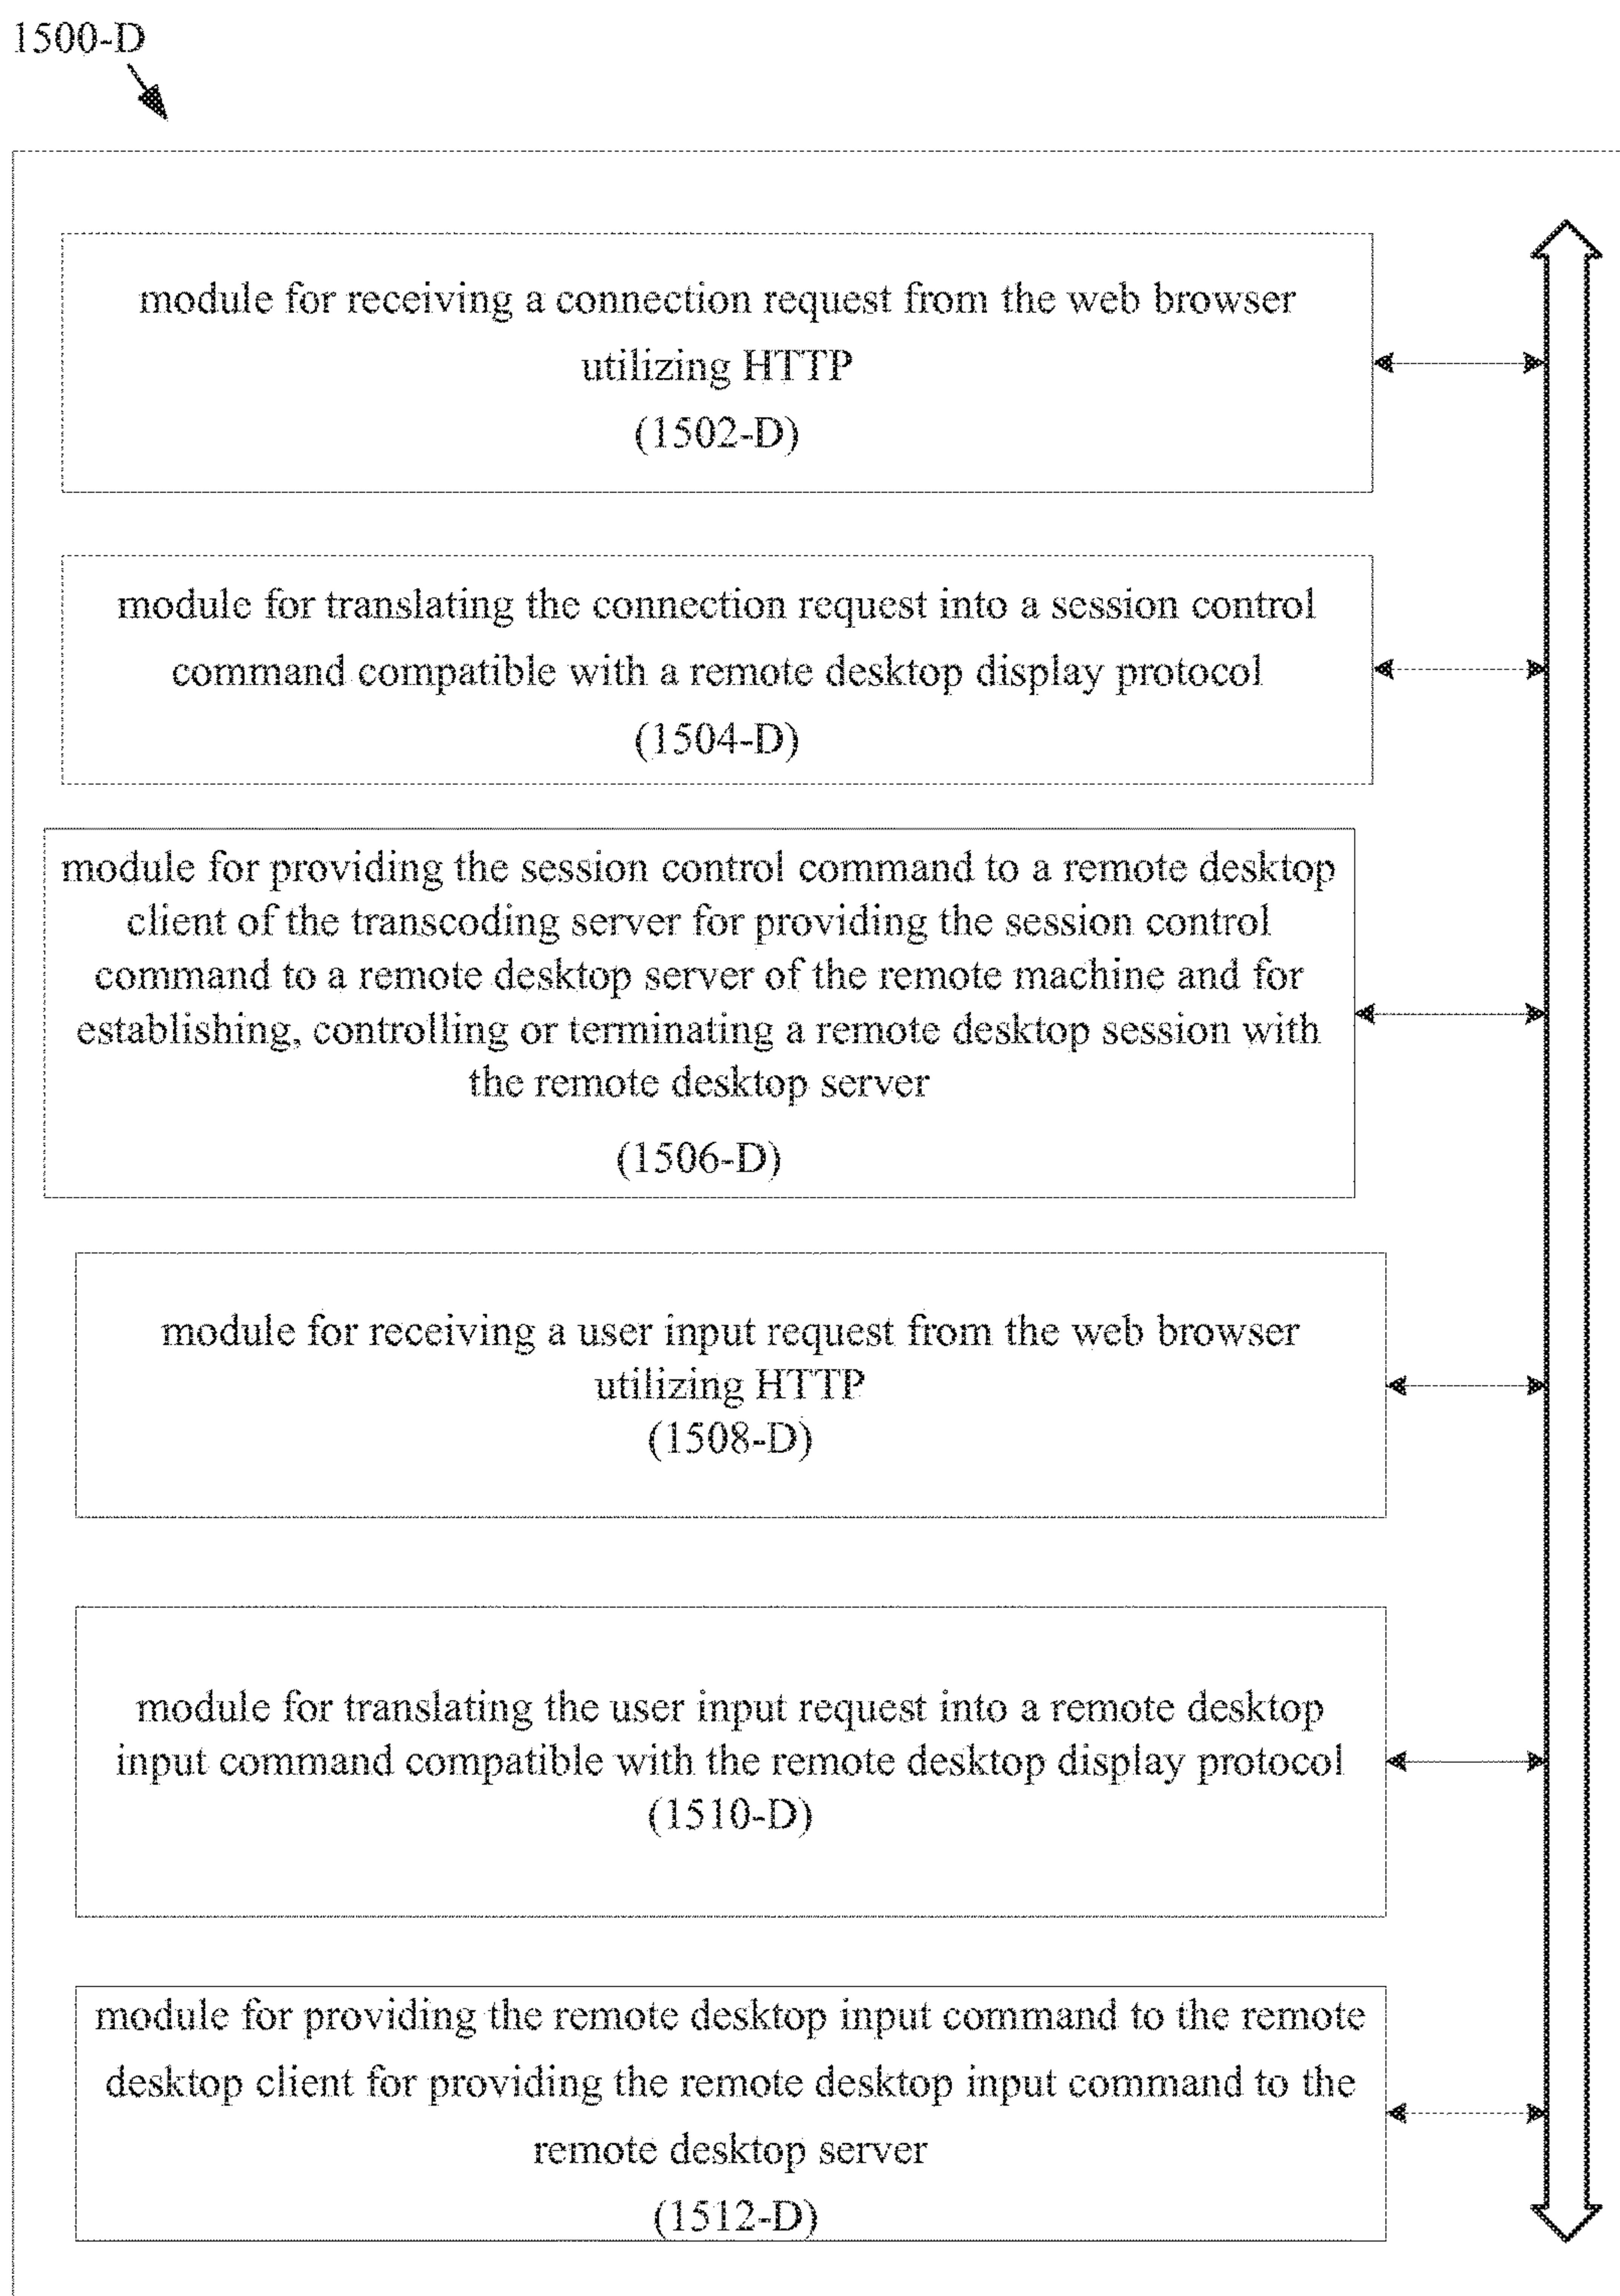 1500-D
module for receiving a connection request from the web browser
utilizing HTTP
(1502-D)
module for translating the connection request into a session control
command compatible with a remote desktop display protocol
(1504-D)
module for providing the session control command to a remote desktop
client of the transcoding server for providing the session control
command to a remote desktop server of the remote machine and for
establishing, controlling or terminating a remote desktop session with
the remote desktop server
(1506-D)
module for receiving a user input request from the web browser
utilizing HTTP
(1508-D)
module for translating the user input request into a remote desktop
input command compatible with the remote desktop display protocol
(1510-D)
module for providing the remote desktop input command to the remote
desktop client for providing the remote desktop input command to the
remote desktop server
(1512-D)